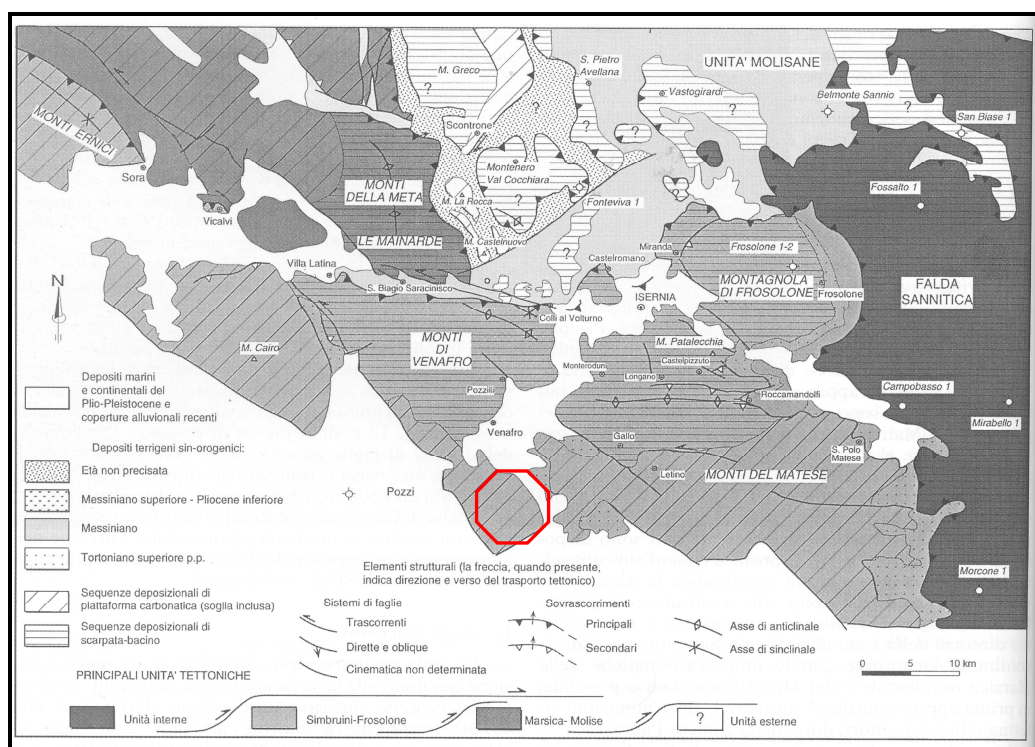 M. Greco
S. Pietro
Avellana
UNITA' MOLISANE
Vastogirardi
Belmonte Sannio
San Biase 1
MONTI ERNICI
Scontrone
Sora
Montenero
Val Cocchiara
MONTI
DELLA META
M. La Rocca
Fonteviva 1
Fossalto 1
Vicalvi
LE MAINARDE
M. Castelnuovo
Miranda
Frosolone 1-2
Villa Latina
Castelromano
MONTAGNOLA
DI FROSOLONE
Frosolone
FALDA
SANNITICA
N
S. Biagio Saracinisco
ISERNIA
Colli al Volturno
MONTI
DI
VENAFRO
M. Patalecchia
M. Cairo
Monteroduni
Castelpizzuto
Longano
Pozzilli
Roccamandolfi
Campobasso 1
Mirabello 1
Venafro
Gallo
S. Polo
Matese
Letino
MONTI DEL MATESE
Morcone 1
Depositi marini
e continentali del
Plio-Pleistocene e
coperture alluvionali recenti
Depositi terrigeni sin-orogenici:
Età non precisata
Messiniano superiore - Pliocene inferiore
Messiniano
Tortoniano superiore p.p.
Sequenze deposizionali di
piattaforma carbonatica (soglia inclusa)
Sequenze deposizionali di
scarpata-bacino
Pozzi
Elementi strutturali (la freccia, quando presente,
indica direzione e verso del trasporto tettonico)
Sistemi di faglie
Trascorrenti
Dirette e oblique
Cinematica non determinata
Sovrascorrimenti
Principali
Secondari
Asse di anticlinale
Asse di sinclinale
0 5 10 km
PRINCIPALI UNITA' TETTONICHE
Unità interne
Simbruini-Frosolone
Marsica- Molise
? Unità esterne
? ? ? ? ? ? ? ? ?